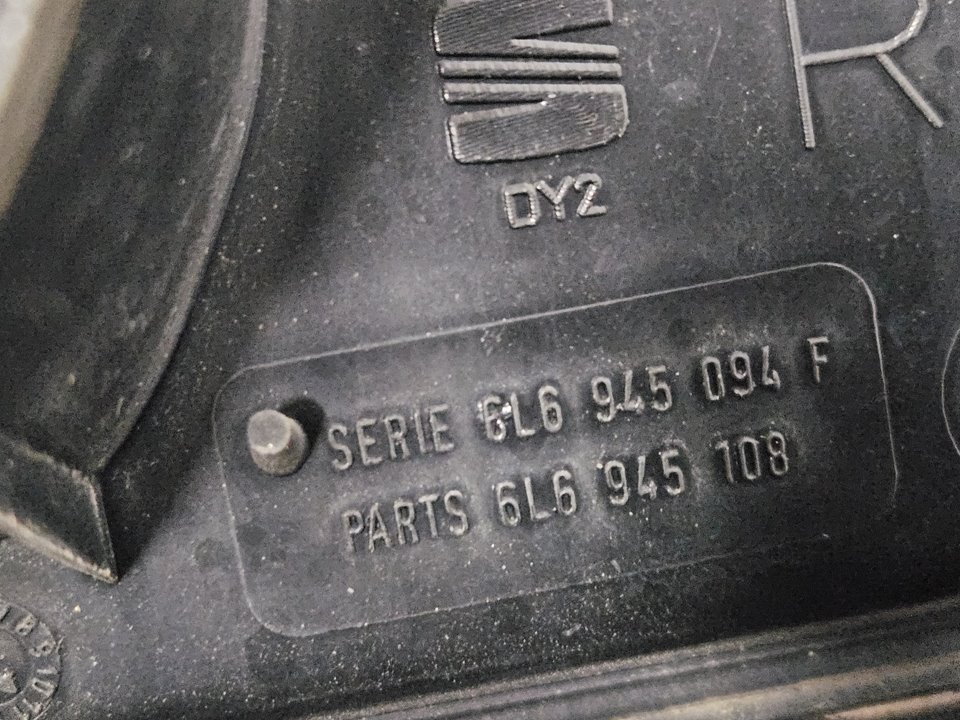 R
DY2
SERIE 6L6 945 094 F
PARTS 6L6 945 108